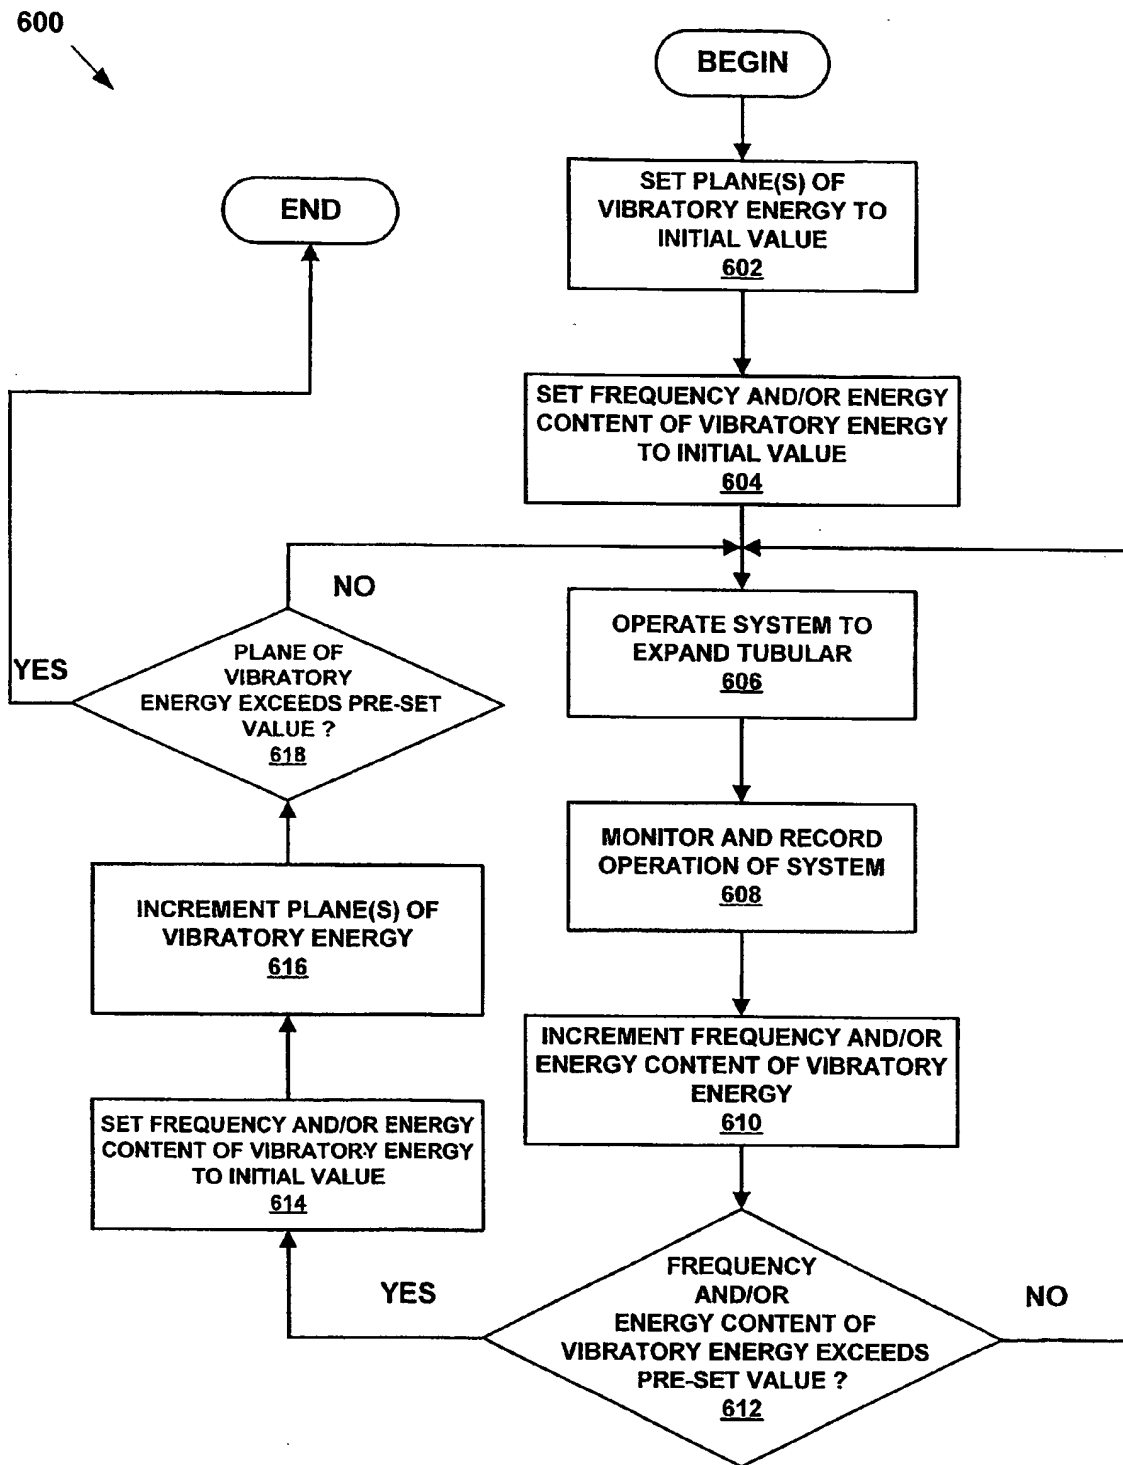 600
BEGIN
SET PLANE(S) OF
VIBRATORY ENERGY TO
INITIAL VALUE
602
END
SET FREQUENCY AND/OR ENERGY
CONTENT OF VIBRATORY ENERGY
TO INITIAL VALUE
604
NO
OPERATE SYSTEM TO
EXPAND TUBULAR
606
YES
PLANE OF
VIBRATORY
ENERGY EXCEEDS PRE-SET
VALUE ?
618
MONITOR AND RECORD
OPERATION OF SYSTEM
608
INCREMENT PLANE(S) OF
VIBRATORY ENERGY
616
INCREMENT FREQUENCY AND/OR
ENERGY CONTENT OF VIBRATORY
ENERGY
610
SET FREQUENCY AND/OR ENERGY
CONTENT OF VIBRATORY ENERGY
TO INITIAL VALUE
614
YES
FREQUENCY
AND/OR
ENERGY CONTENT OF
VIBRATORY ENERGY EXCEEDS
PRE-SET VALUE ?
612
NO